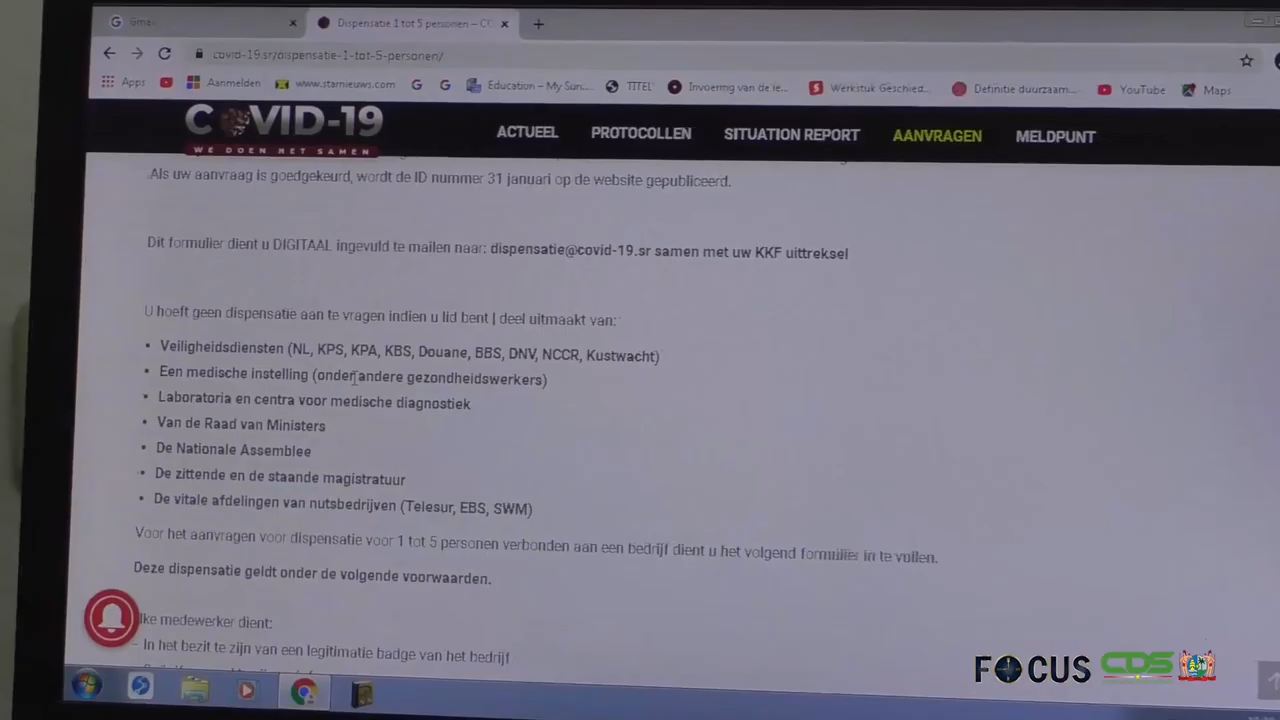 Gmail
Dispensatie 1 tot 5 personen – CO
covid-19.sr/dispensatie-1-tot-5-personen/
Apps
Aanmelden
www.starnieuws.com
Education – My Sun...
TITEL
Invoering van de ie...
Werkstuk Geschied...
Definitie duurzaam...
YouTube
Maps
COVID-19
WE DOEN HET SAMEN
ACTUEEL
PROTOCOLLEN
SITUATION REPORT
AANVRAGEN
MELDPUNT
.Als uw aanvraag is goedgekeurd, wordt de ID nummer 31 januari op de website gepubliceerd.
Dit formulier dient u DIGITAAL ingevuld te mailen naar: dispensatie@covid-19.sr samen met uw KKF uittreksel
U hoeft geen dispensatie aan te vragen indien u lid bent | deel uitmaakt van:
• Veiligheidsdiensten (NL, KPS, KPA, KBS, Douane, BBS, DNV, NCCR, Kustwacht)
• Een medische instelling (onder andere gezondheidswerkers)
• Laboratoria en centra voor medische diagnostiek
• Van de Raad van Ministers
• De Nationale Assemblee
• De zittende en de staande magistratuur
• De vitale afdelingen van nutsbedrijven (Telesur, EBS, SWM)
Voor het aanvragen voor dispensatie voor 1 tot 5 personen verbonden aan een bedrijf dient u het volgend formulier in te vullen.
Deze dispensatie geldt onder de volgende voorwaarden.
lke medewerker dient:
– In het bezit te zijn van een legitimatie badge van het bedrijf
FOCUS CDS